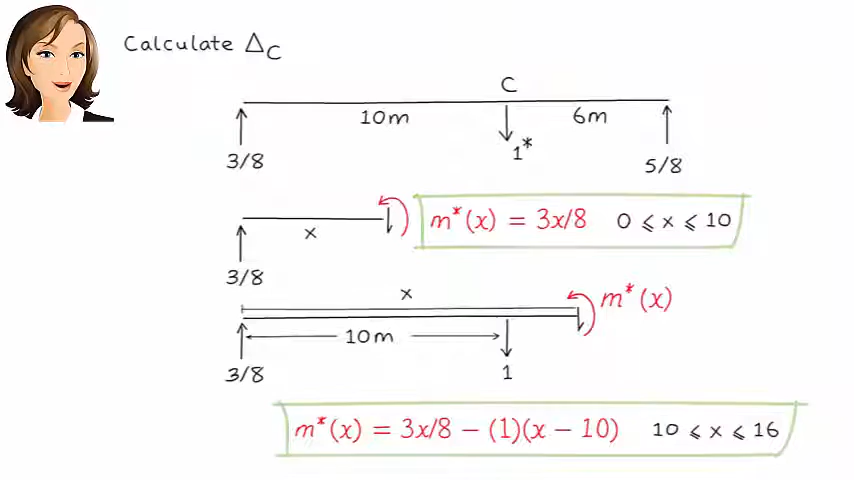 Calculate Δ_C
C
10m
6m
1*
3/8
5/8
m*(x) = 3x/8 0 ⩽ x ⩽ 10
x
3/8
x
m*(x)
10m
3/8
1
m*(x) = 3x/8 − (1)(x − 10) 10 ⩽ x ⩽ 16